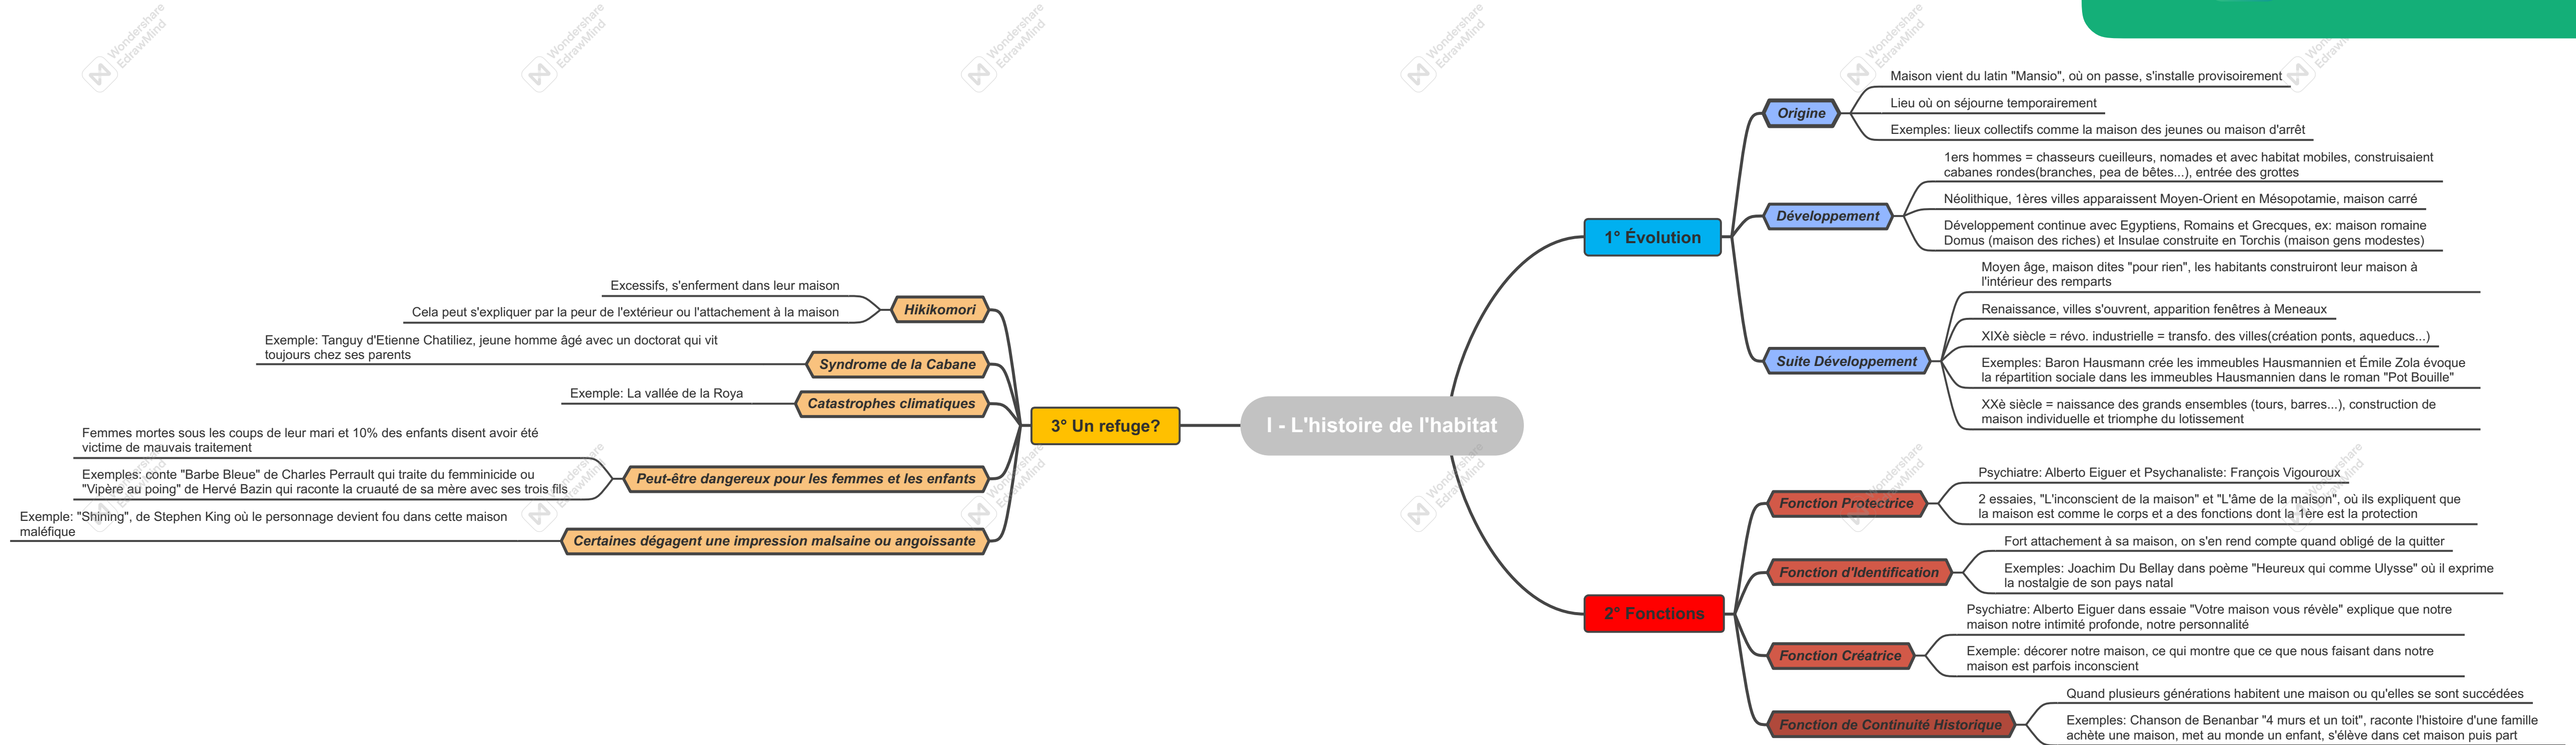 I - L'histoire de l'habitat
1° Évolution
Origine
Maison vient du latin "Mansio", où on passe, s'installe provisoirement
Lieu où on séjourne temporairement
Exemples: lieux collectifs comme la maison des jeunes ou maison d'arrêt
Développement
1ers hommes = chasseurs cueilleurs, nomades et avec habitat mobiles, construisaient
cabanes rondes(branches, pea de bêtes...), entrée des grottes
Néolithique, 1ères villes apparaissent Moyen-Orient en Mésopotamie, maison carré
Développement continue avec Egyptiens, Romains et Grecques, ex: maison romaine
Domus (maison des riches) et Insulae construite en Torchis (maison gens modestes)
Suite Développement
Moyen âge, maison dites "pour rien", les habitants construiront leur maison à
l'intérieur des remparts
Renaissance, villes s'ouvrent, apparition fenêtres à Meneaux
XIXè siècle = révo. industrielle = transfo. des villes(création ponts, aqueducs...)
Exemples: Baron Hausmann crée les immeubles Hausmannien et Émile Zola évoque
la répartition sociale dans les immeubles Hausmannien dans le roman "Pot Bouille"
XXè siècle = naissance des grands ensembles (tours, barres...), construction de
maison individuelle et triomphe du lotissement
2° Fonctions
Fonction Protectrice
Psychiatre: Alberto Eiguer et Psychanaliste: François Vigouroux
2 essaies, "L'inconscient de la maison" et "L'âme de la maison", où ils expliquent que
la maison est comme le corps et a des fonctions dont la 1ère est la protection
Fonction d'Identification
Fort attachement à sa maison, on s'en rend compte quand obligé de la quitter
Exemples: Joachim Du Bellay dans poème "Heureux qui comme Ulysse" où il exprime
la nostalgie de son pays natal
Fonction Créatrice
Psychiatre: Alberto Eiguer dans essaie "Votre maison vous révèle" explique que notre
maison notre intimité profonde, notre personnalité
Exemple: décorer notre maison, ce qui montre que ce que nous faisant dans notre
maison est parfois inconscient
Fonction de Continuité Historique
Quand plusieurs générations habitent une maison ou qu'elles se sont succédées
Exemples: Chanson de Benanbar "4 murs et un toit", raconte l'histoire d'une famille
achète une maison, met au monde un enfant, s'élève dans cet maison puis part
3° Un refuge?
Hikikomori
Excessifs, s'enferment dans leur maison
Cela peut s'expliquer par la peur de l'extérieur ou l'attachement à la maison
Syndrome de la Cabane
Exemple: Tanguy d'Etienne Chatiliez, jeune homme âgé avec un doctorat qui vit
toujours chez ses parents
Catastrophes climatiques
Exemple: La vallée de la Roya
Peut-être dangereux pour les femmes et les enfants
Femmes mortes sous les coups de leur mari et 10% des enfants disent avoir été
victime de mauvais traitement
Exemples: conte "Barbe Bleue" de Charles Perrault qui traite du femminicide ou
"Vipère au poing" de Hervé Bazin qui raconte la cruauté de sa mère avec ses trois fils
Certaines dégagent une impression malsaine ou angoissante
Exemple: "Shining", de Stephen King où le personnage devient fou dans cette maison
maléfique
Wondershare
EdrawMind
Wondershare
EdrawMind
Wondershare
EdrawMind
Wondershare
EdrawMind
Wondershare
EdrawMind
EdrawMind
Wondershare
EdrawMind
Wondershare
EdrawMind
Wondershare
EdrawMind
Wondershare
EdrawMind
Wondershare
EdrawMind
Wondershare
EdrawMind